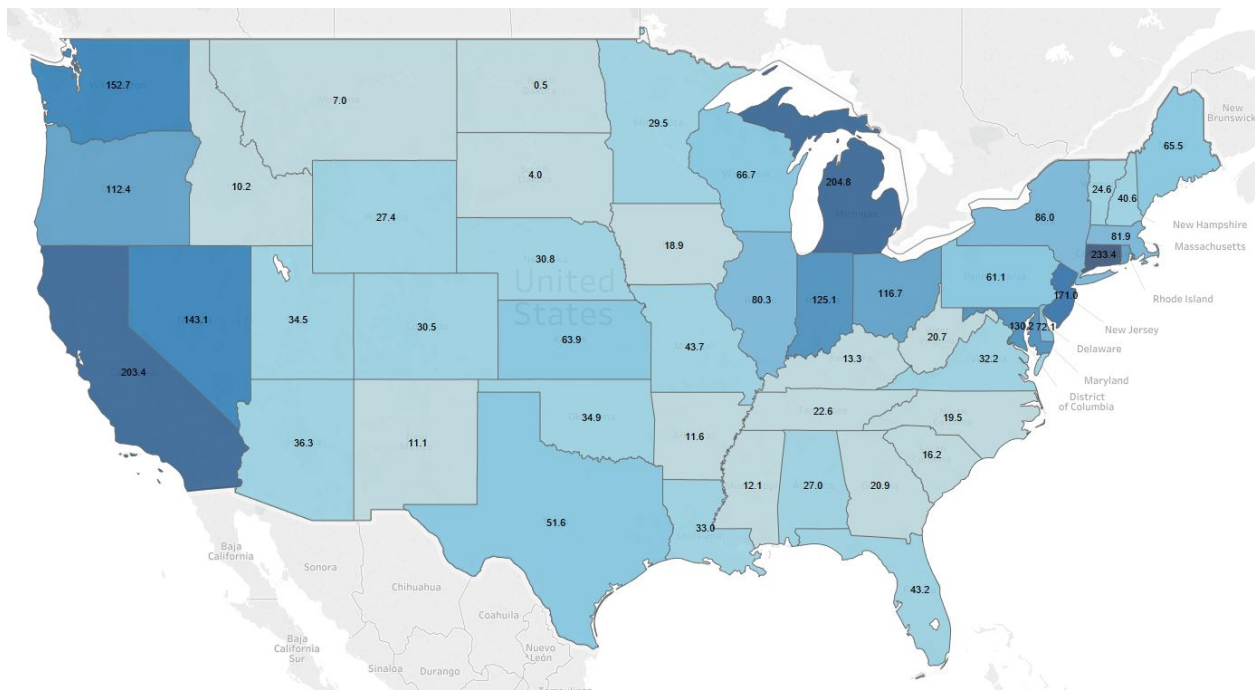 152.7
7.0
0.5
29.5
65.5
New
Brunswick
112.4
10.2
4.0
66.7
204.8
Michigan
24.6
40.6
86.0
27.4
81.9
New Hampshire
Massachusetts
18.9
233.4
30.8
61.1
United
States
Rhode Island
143.1
80.3
125.1
116.7
171.0
34.5
30.5
130.2
72.1
New Jersey
63.9
43.7
20.7
Delaware
203.4
13.3
32.2
Maryland
District
of Columbia
22.6
19.5
34.9
36.3
11.1
11.6
16.2
12.1
27.0
20.9
51.6
33.0
Baja
California
Sonora
Chihuahua
43.2
Coahuila
Baja
California
Sur
Nuevo
León
Sinaloa
Durango
Tamaulipas